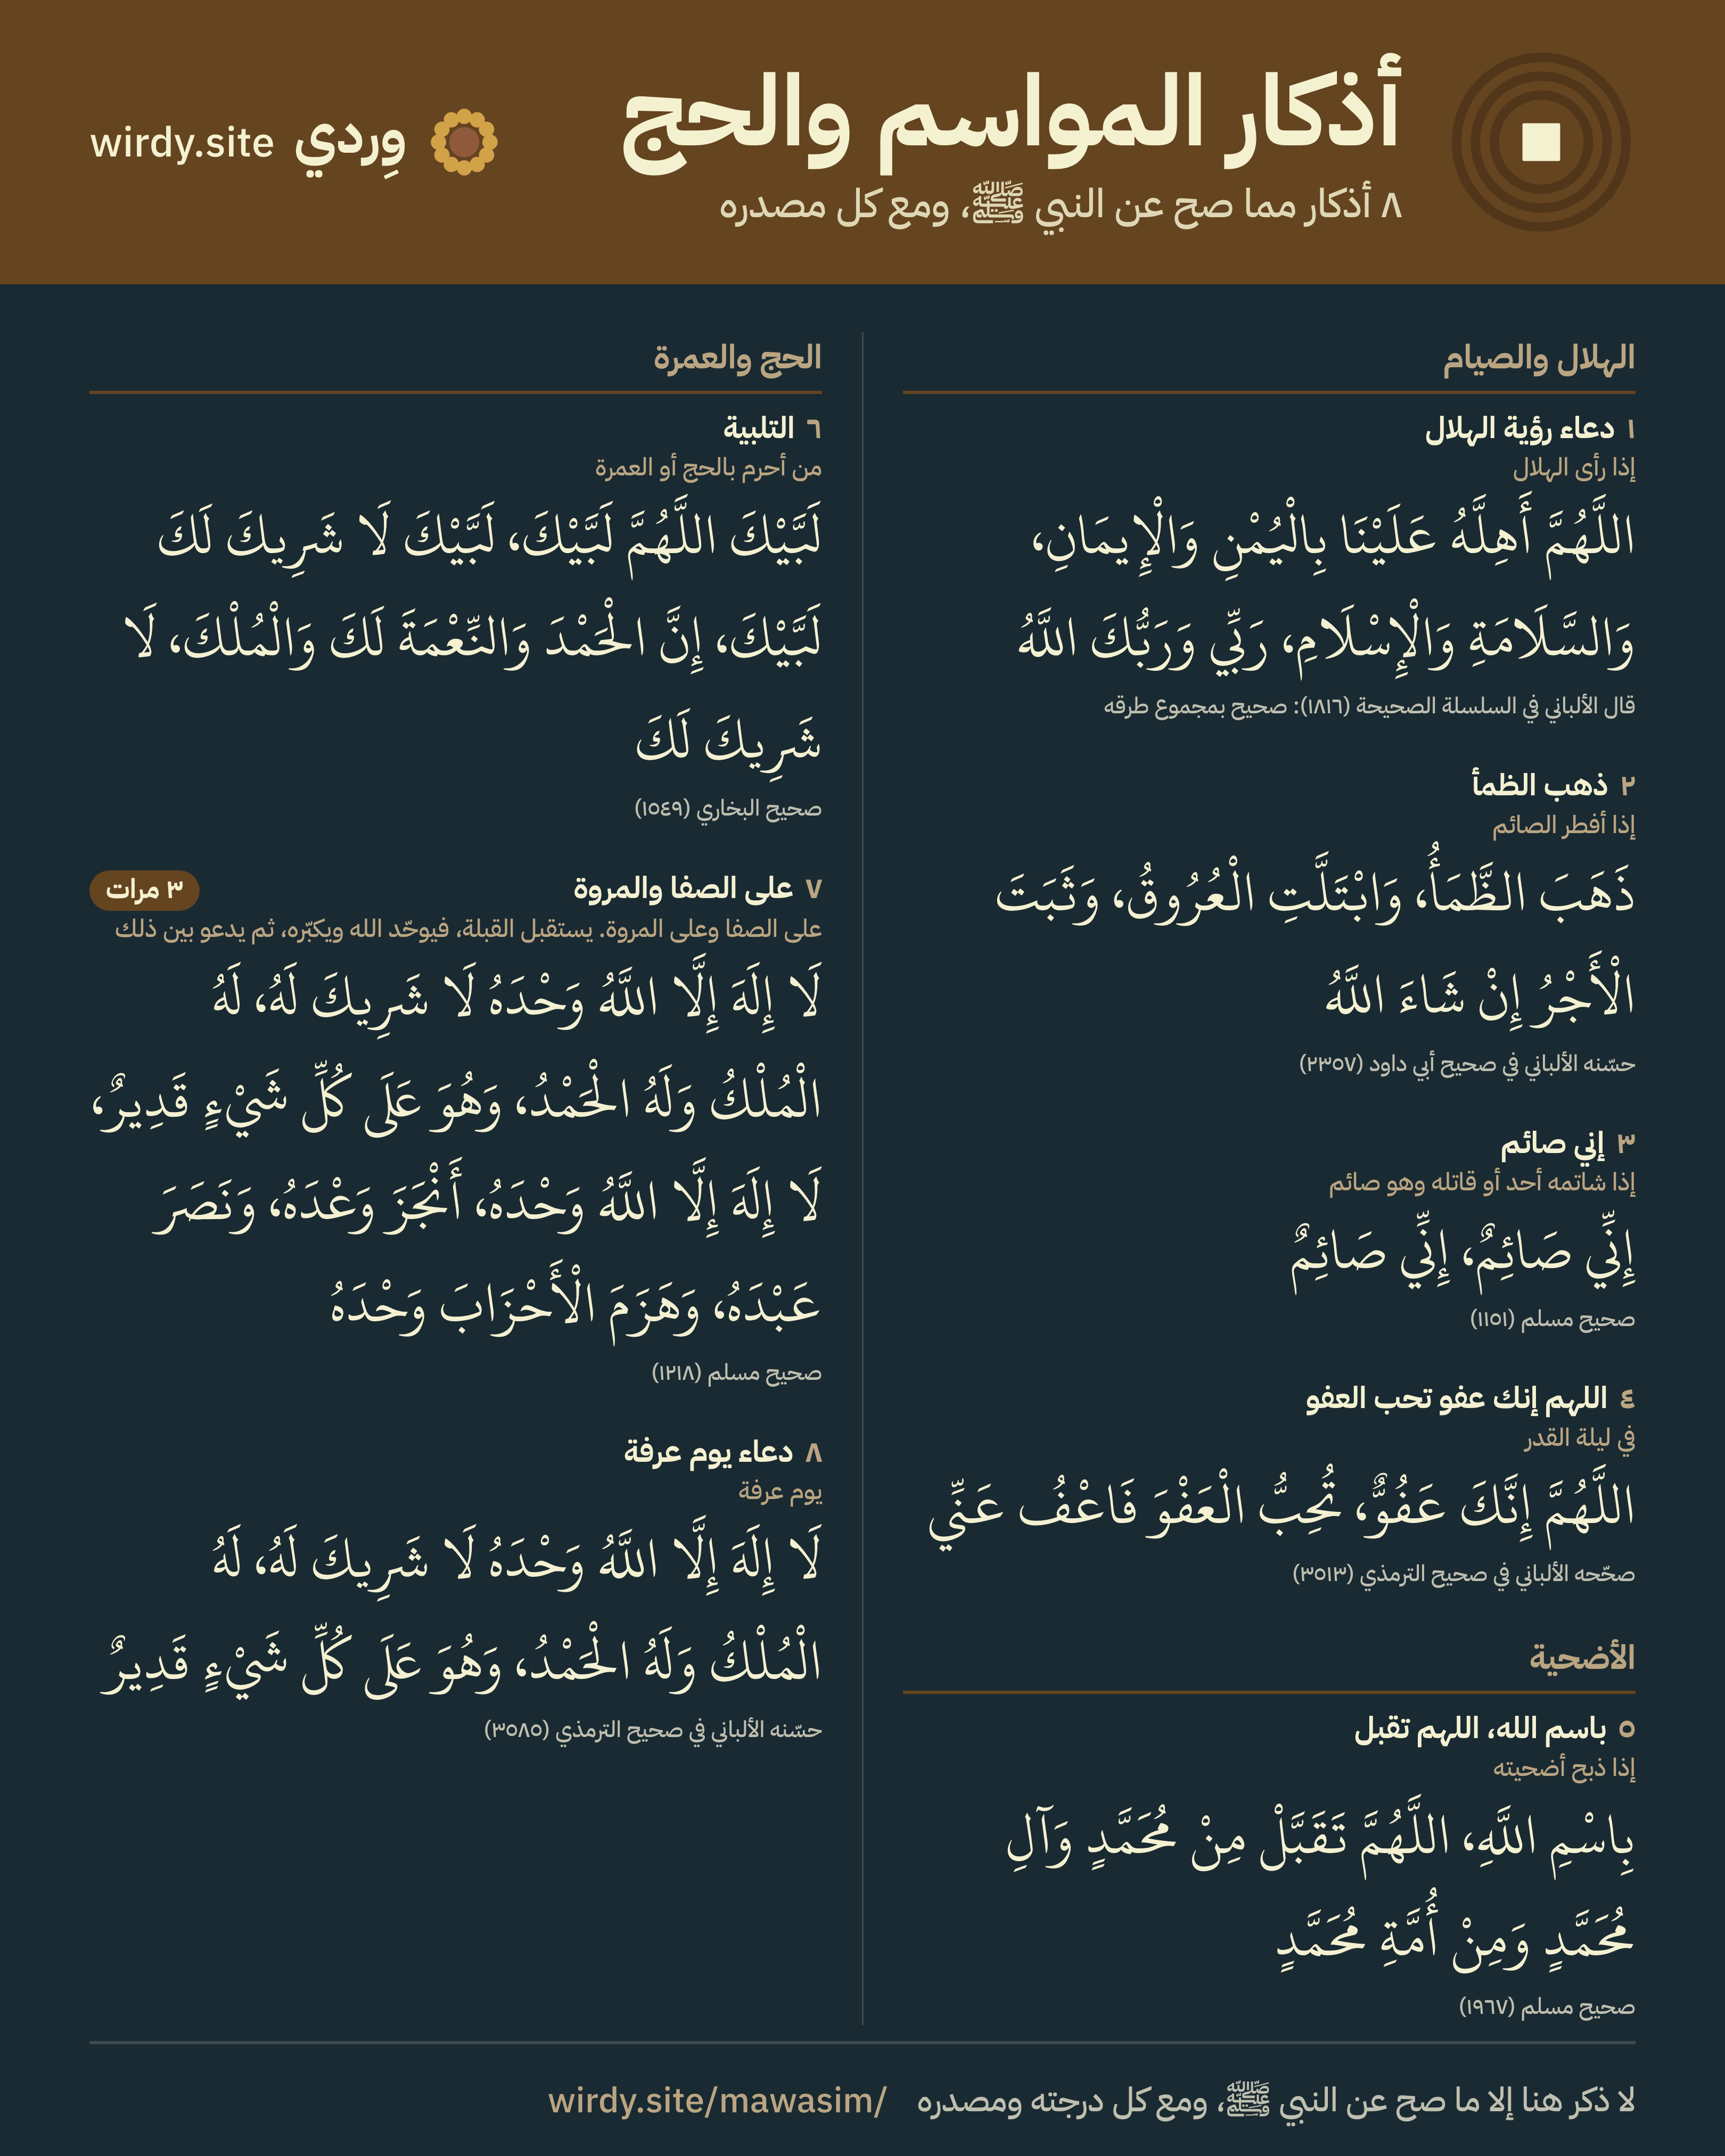 أذكار المواسم والحج
٨ أذكار مما صح عن النبي ﷺ، ومع كل مصدره
وِردي wirdy.site
الهلال والصيام
١ دعاء رؤية الهلال
إذا رأى الهلال
اللَّهُمَّ أَهِلَّهُ عَلَيْنَا بِالْيُمْنِ وَالْإِيمَانِ،
وَالسَّلَامَةِ وَالْإِسْلَامِ، رَبِّي وَرَبُّكَ اللَّهُ
قال الألباني في السلسلة الصحيحة (١٨١٦): صحيح بمجموع طرقه
٢ ذهب الظمأ
إذا أفطر الصائم
ذَهَبَ الظَّمَأُ، وَابْتَلَّتِ الْعُرُوقُ، وَثَبَتَ
الْأَجْرُ إِنْ شَاءَ اللَّهُ
حسّنه الألباني في صحيح أبي داود (٢٣٥٧)
٣ إني صائم
إذا شاتمه أحد أو قاتله وهو صائم
إِنِّي صَائِمٌ، إِنِّي صَائِمٌ
صحيح مسلم (١١٥١)
٤ اللهم إنك عفو تحب العفو
في ليلة القدر
اللَّهُمَّ إِنَّكَ عَفُوٌّ، تُحِبُّ الْعَفْوَ فَاعْفُ عَنِّي
صحّحه الألباني في صحيح الترمذي (٣٥١٣)
الأضحية
٥ باسم الله، اللهم تقبل
إذا ذبح أضحيته
بِاسْمِ اللَّهِ، اللَّهُمَّ تَقَبَّلْ مِنْ مُحَمَّدٍ وَآلِ
مُحَمَّدٍ وَمِنْ أُمَّةِ مُحَمَّدٍ
صحيح مسلم (١٩٦٧)
الحج والعمرة
٦ التلبية
من أحرم بالحج أو العمرة
لَبَّيْكَ اللَّهُمَّ لَبَّيْكَ، لَبَّيْكَ لَا شَرِيكَ لَكَ
لَبَّيْكَ، إِنَّ الْحَمْدَ وَالنِّعْمَةَ لَكَ وَالْمُلْكَ، لَا
شَرِيكَ لَكَ
صحيح البخاري (١٥٤٩)
٧ على الصفا والمروة ٣ مرات
على الصفا وعلى المروة. يستقبل القبلة، فيوحّد الله ويكبّره، ثم يدعو بين ذلك
لَا إِلَهَ إِلَّا اللَّهُ وَحْدَهُ لَا شَرِيكَ لَهُ، لَهُ
الْمُلْكُ وَلَهُ الْحَمْدُ، وَهُوَ عَلَى كُلِّ شَيْءٍ قَدِيرٌ،
لَا إِلَهَ إِلَّا اللَّهُ وَحْدَهُ، أَنْجَزَ وَعْدَهُ، وَنَصَرَ
عَبْدَهُ، وَهَزَمَ الْأَحْزَابَ وَحْدَهُ
صحيح مسلم (١٢١٨)
٨ دعاء يوم عرفة
يوم عرفة
لَا إِلَهَ إِلَّا اللَّهُ وَحْدَهُ لَا شَرِيكَ لَهُ، لَهُ
الْمُلْكُ وَلَهُ الْحَمْدُ، وَهُوَ عَلَى كُلِّ شَيْءٍ قَدِيرٌ
حسّنه الألباني في صحيح الترمذي (٣٥٨٥)
لا ذكر هنا إلا ما صح عن النبي ﷺ، ومع كل درجته ومصدره wirdy.site/mawasim/